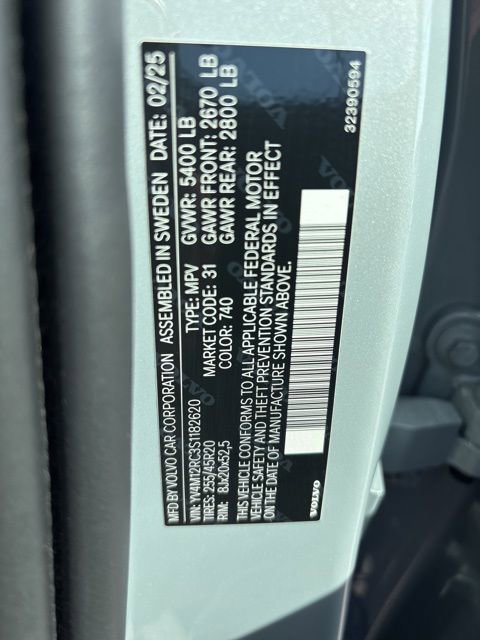 MFD BY VOLVO CAR CORPORATION ASSEMBLED IN SWEDEN DATE: 02/25
VIN: YV4M12RC3S1182620 TYPE: MPV GVWR: 5400 LB
TIRES: 255/45R20 MARKET CODE: 31 GAWR FRONT: 2670 LB
RIM: 8Jx20x52,5 COLOR: 740 GAWR REAR: 2800 LB
THIS VEHICLE CONFORMS TO ALL APPLICABLE FEDERAL MOTOR
VEHICLE SAFETY AND THEFT PREVENTION STANDARDS IN EFFECT
ON THE DATE OF MANUFACTURE SHOWN ABOVE.
VOLVO
32390594